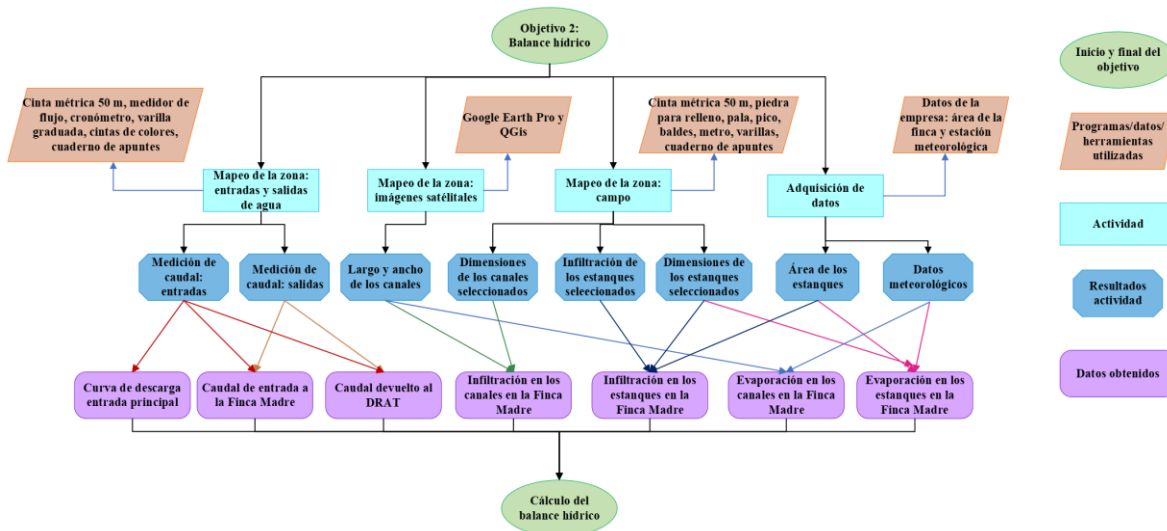 Objetivo 2:
Balance hídrico
Cinta métrica 50 m, medidor de
flujo, cronómetro, varilla
graduada, cintas de colores,
cuaderno de apuntes
Google Earth Pro y
QGis
Cinta métrica 50 m, piedra
para relleno, pala, pico,
baldes, metro, varillas,
cuaderno de apuntes
Datos de la
empresa: área de la
finca y estación
meteorológica
Mapeo de la zona:
entradas y salidas
de agua
Mapeo de la zona:
imágenes satélitales
Mapeo de la zona:
campo
Adquisición de
datos
Medición de
caudal:
entradas
Medición de
caudal: salidas
Largo y ancho
de los canales
Dimensiones
de los canales
seleccionados
Infiltración de
los estanques
seleecionados
Dimensiones de
los estanques
seleccionados
Área de los
estanques
Datos
meteorológicos
Curva de descarga
entrada principal
Caudal de entrada a
la Finca Madre
Caudal devuelto al
DRAT
Infiltración en los
canales en la Finca
Madre
Infiltración en los
estanques en la
Finca Madre
Evaporación en los
canales en la Finca
Madre
Evaporación en los
estanques en la
Finca Madre
Cálculo del
balance hídrico
Inicio y final del
objetivo
Programas/datos/
herramientas
utilizadas
Actividad
Resultados
actividad
Datos obtenidos